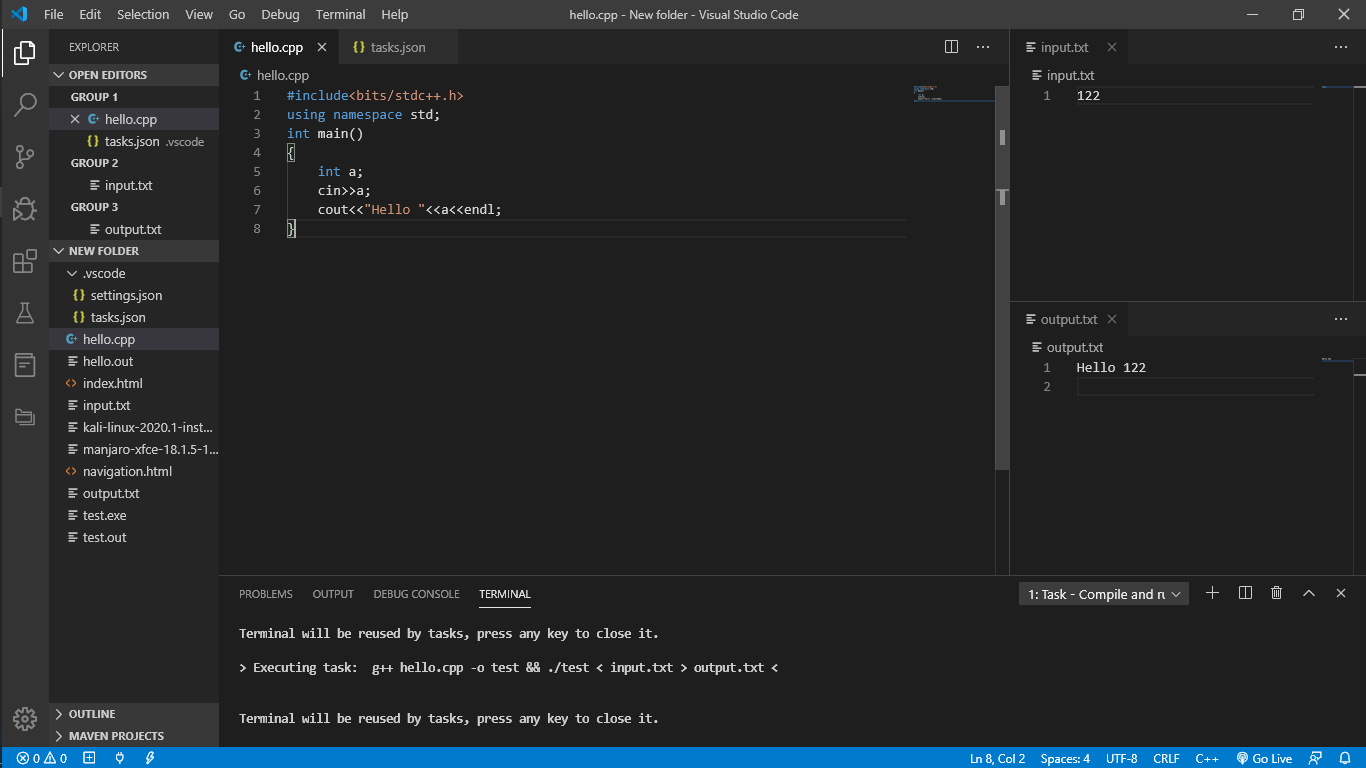 File Edit Selection View Go Debug Terminal Help
hello.cpp - New folder - Visual Studio Code
EXPLORER
OPEN EDITORS
GROUP 1
hello.cpp
tasks.json .vscode
GROUP 2
input.txt
GROUP 3
output.txt
NEW FOLDER
.vscode
settings.json
tasks.json
hello.cpp
hello.out
index.html
input.txt
kali-linux-2020.1-inst...
manjaro-xfce-18.1.5-1...
navigation.html
output.txt
test.exe
test.out
OUTLINE
MAVEN PROJECTS
hello.cpp tasks.json
hello.cpp
1 #include<bits/stdc++.h>
2 using namespace std;
3 int main()
4 {
5 int a;
6 cin>>a;
7 cout<<"Hello "<<a<<endl;
8 }
input.txt
input.txt
1 122
output.txt
output.txt
1 Hello 122
2
PROBLEMS OUTPUT DEBUG CONSOLE TERMINAL
1: Task - Compile and ru
Terminal will be reused by tasks, press any key to close it.
> Executing task: g++ hello.cpp -o test && ./test < input.txt > output.txt <
Terminal will be reused by tasks, press any key to close it.
0 0
Ln 8, Col 2 Spaces: 4 UTF-8 CRLF C++ Go Live